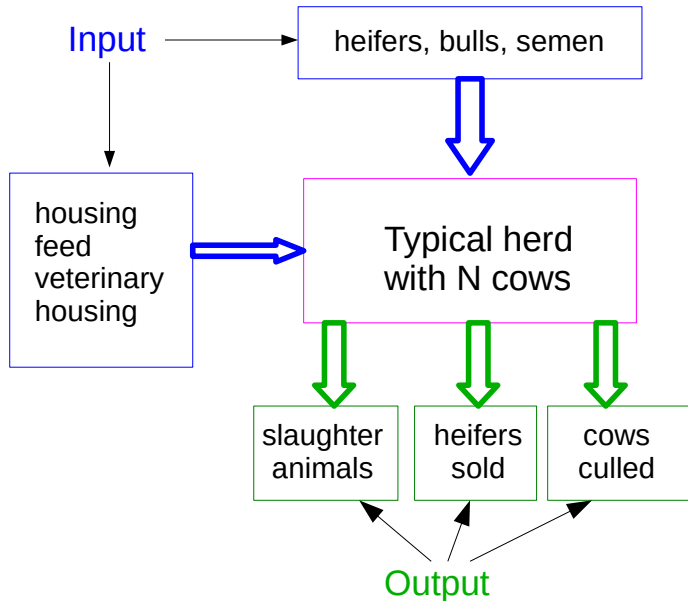 Input
heifers, bulls, semen
housing
feed
veterinary
housing
Typical herd
with N cows
slaughter
animals
heifers
sold
cows
culled
Output